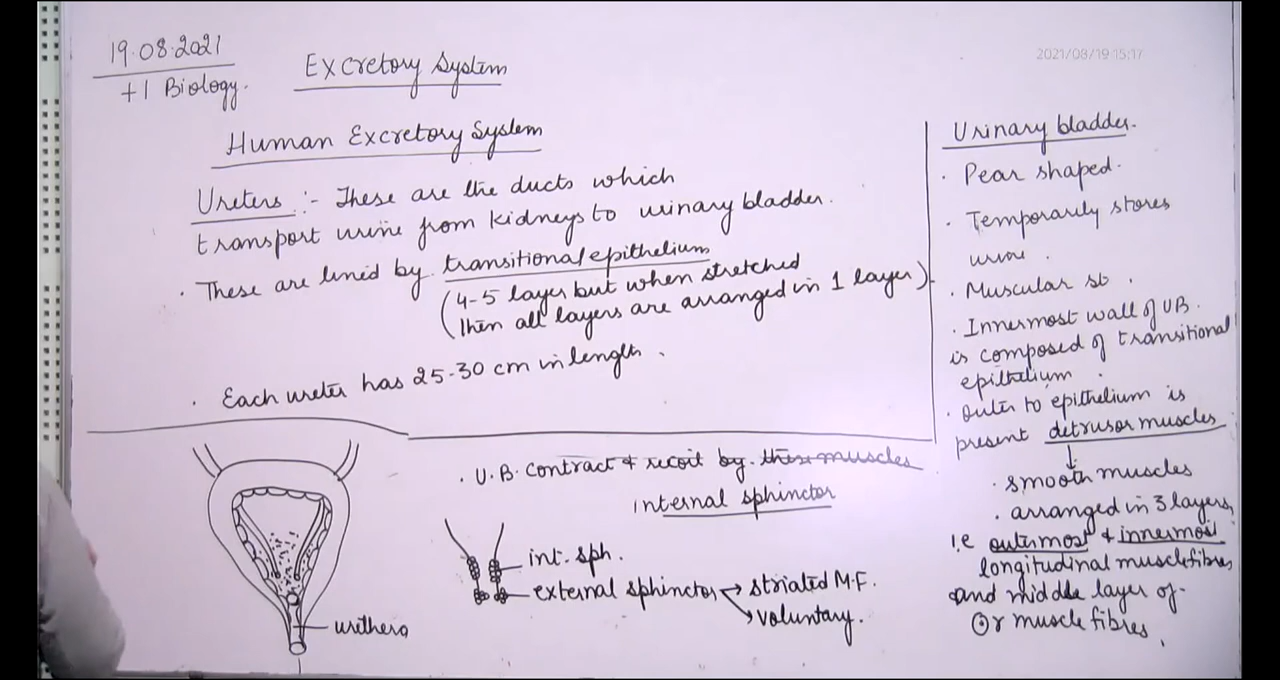 19.08.2021
+1 Biology.
Excretory System
2021/08/19 15:17
Human Excretory System
Ureters :- These are the ducts which
transport urine from kidneys to urinary bladder.
. These are lined by transitional epithelium
(4-5 layer but when stretched
then all layers are arranged in 1 layer)
. Each ureter has 25-30 cm in length.
Urinary bladder.
. Pear shaped.
. Temporarily stores
urine.
. Muscular st.
. Innermost wall of UB.
is composed of transitional
epithelium.
. outer to epithelium is
present detrusor muscles
. smooth muscles
. arranged in 3 layers,
i.e outermost & innermost
longitudinal muscle fibres
and middle layer of
Or muscle fibres.
. U.B. contract & recoil by these muscles
internal sphinctor
int. sph.
external sphinctor → striated M.F.
→ voluntary.
urethera